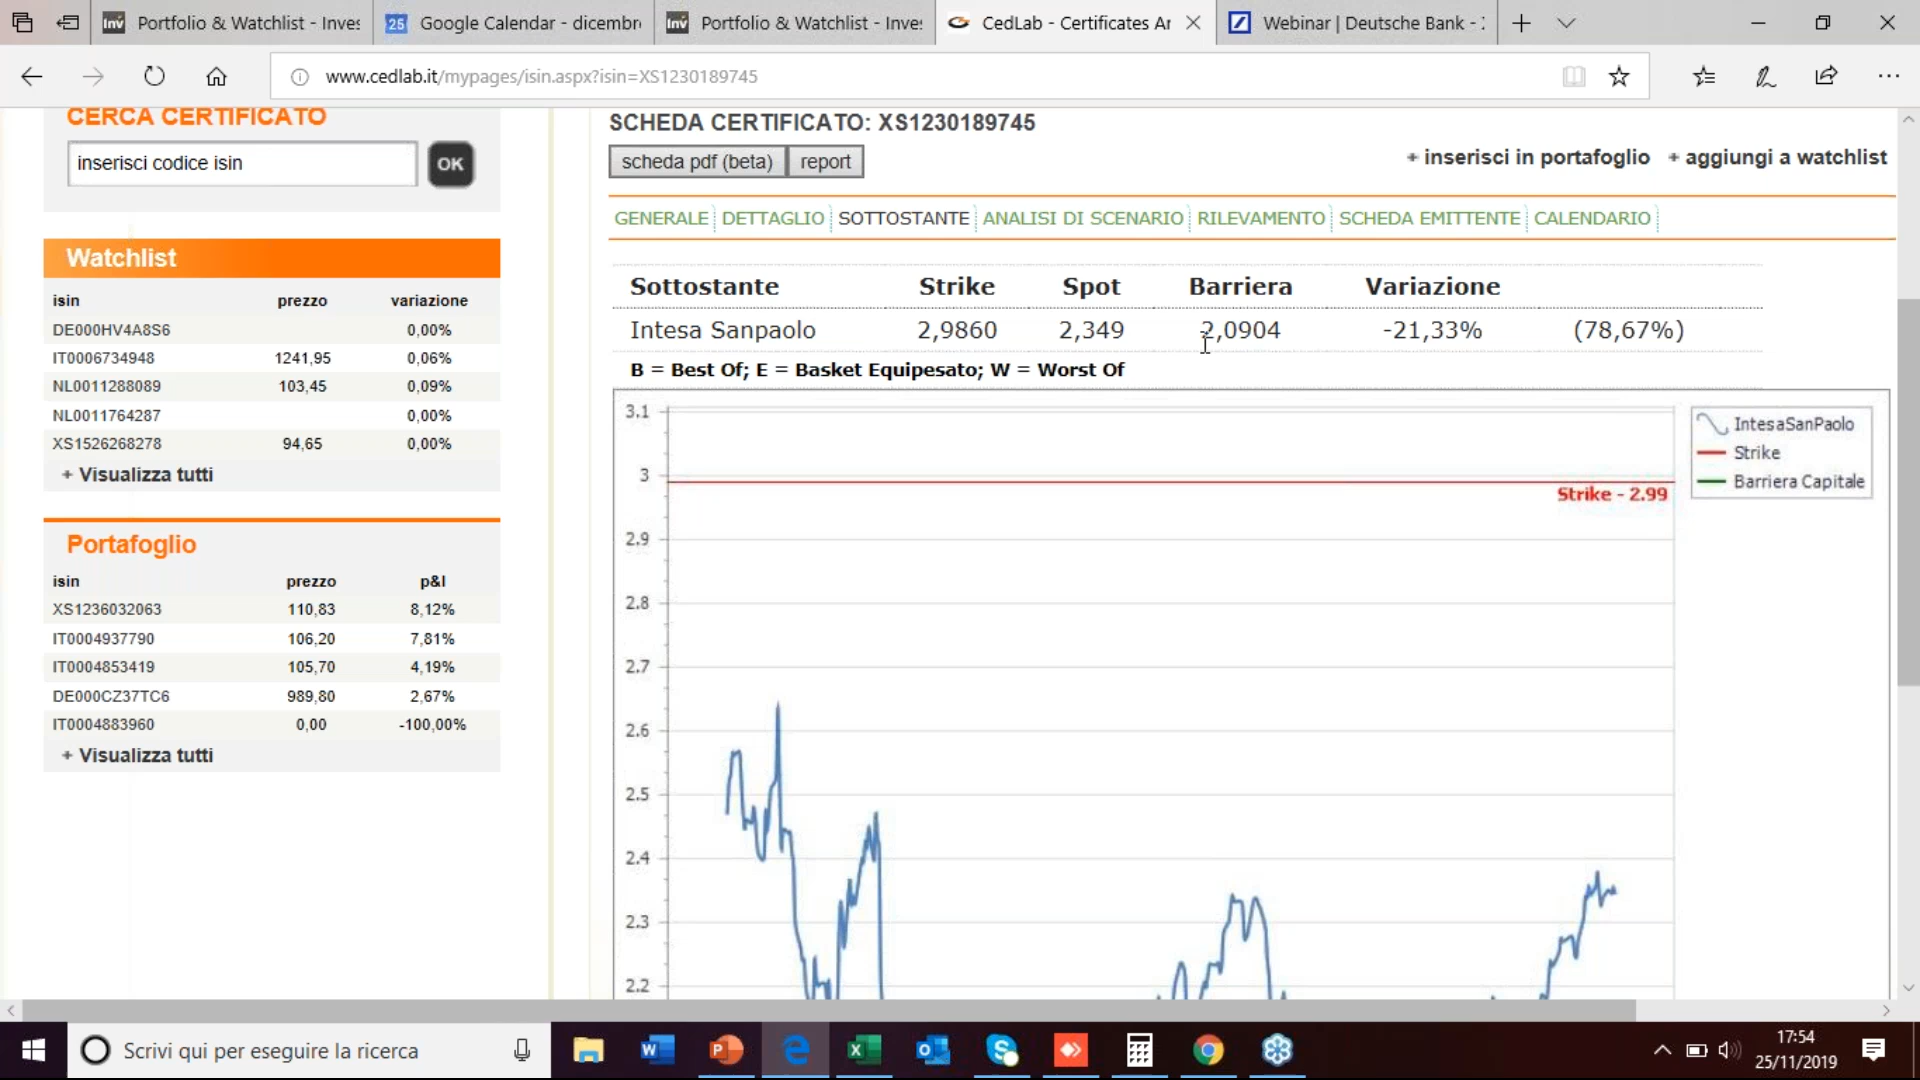 Portfolio & Watchlist - Inves
Google Calendar - dicembre
Portfolio & Watchlist - Inves
CedLab - Certificates Ar
Webinar | Deutsche Bank -
www.cedlab.it/mypages/isin.aspx?isin=XS1230189745
CERCA CERTIFICATO
inserisci codice isin
OK
Watchlist
isin prezzo variazione
DE000HV4A8S6 0,00%
IT0006734948 1241,95 0,06%
NL0011288089 103,45 0,09%
NL0011764287 0,00%
XS1526268278 94,65 0,00%
+ Visualizza tutti
Portafoglio
isin prezzo p&l
XS1236032063 110,83 8,12%
IT0004937790 106,20 7,81%
IT0004853419 105,70 4,19%
DE000CZ37TC6 989,80 2,67%
IT0004883960 0,00 -100,00%
+ Visualizza tutti
SCHEDA CERTIFICATO: XS1230189745
scheda pdf (beta) report
+ inserisci in portafoglio + aggiungi a watchlist
GENERALE DETTAGLIO SOTTOSTANTE ANALISI DI SCENARIO RILEVAMENTO SCHEDA EMITTENTE CALENDARIO
Sottostante Strike Spot Barriera Variazione
Intesa Sanpaolo 2,9860 2,349 2,0904 -21,33% (78,67%)
B = Best Of; E = Basket Equipesato; W = Worst Of
3.1
3
2.9
2.8
2.7
2.6
2.5
2.4
2.3
2.2
Strike - 2.99
IntesaSanPaolo
Strike
Barriera Capitale
Scrivi qui per eseguire la ricerca
17:54
25/11/2019